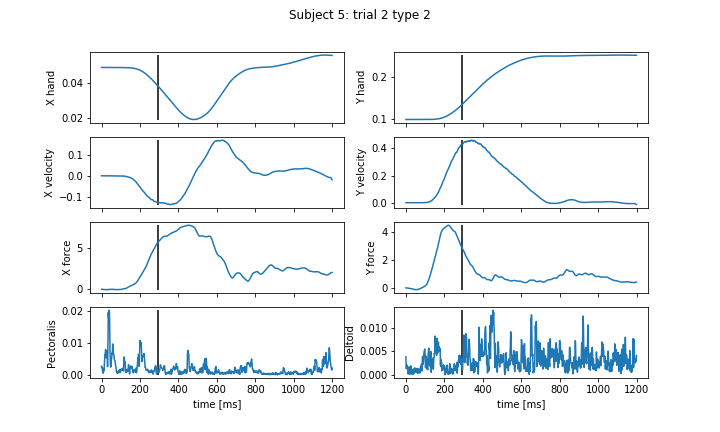 Subject 5: trial 2 type 2
X hand
0.04
0.02
Y hand
0.2
0.1
X velocity
0.1
0.0
−0.1
Y velocity
0.4
0.2
0.0
X force
5
0
Y force
4
2
0
Pectoralis
0.02
0.01
0.00
0 200 400 600 800 1000 1200
time [ms]
Deltoid
0.010
0.005
0.000
0 200 400 600 800 1000 1200
time [ms]